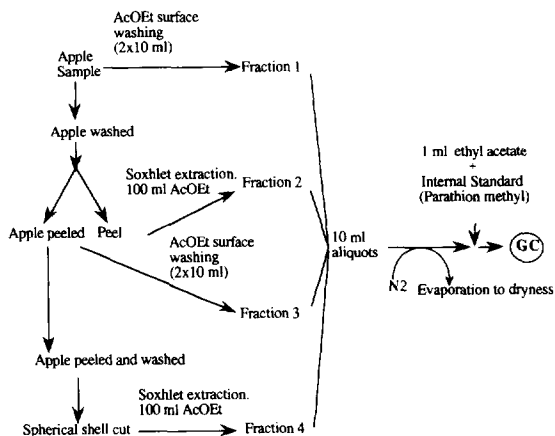 AcOEt surface
washing
(2x10 ml)
Apple
Sample
Fraction 1
Apple washed
Soxhlet extraction.
100 ml AcOEt
Fraction 2
Apple peeled
Peel
AcOEt surface
washing
(2x10 ml)
Fraction 3
Apple peeled and washed
Soxhlet extraction.
100 ml AcOEt
Spherical shell cut
Fraction 4
10 ml
aliquots
N2
Evaporation to dryness
1 ml ethyl acetate
+
Internal Standard
(Parathion methyl)
GC